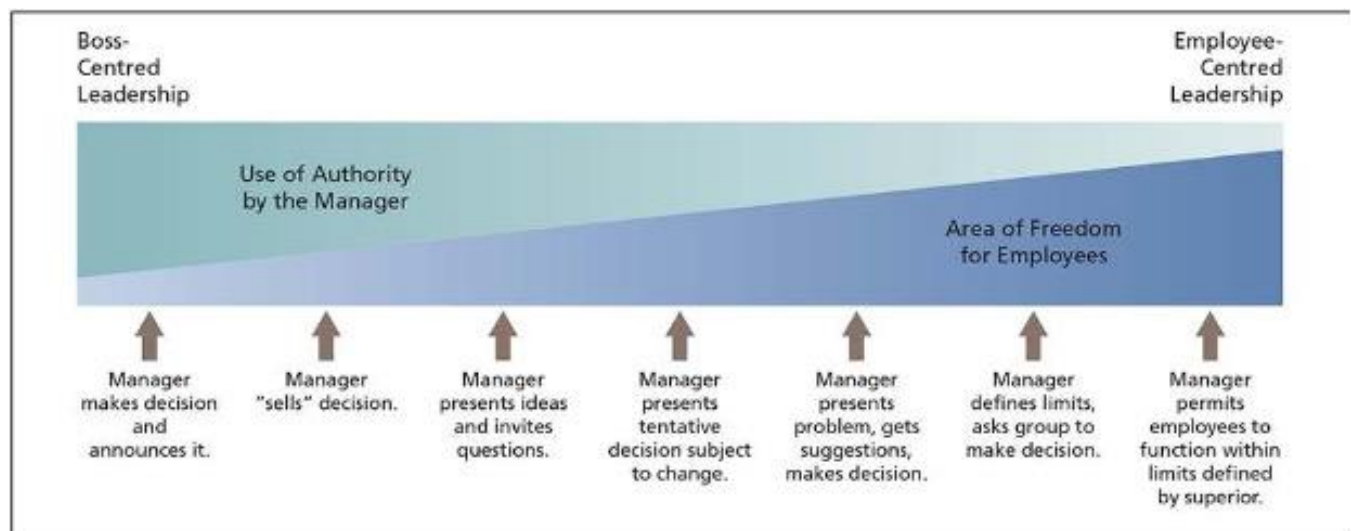 Boss-
Centred
Leadership
Employee-
Centred
Leadership
Use of Authority
by the Manager
Area of Freedom
for Employees
Manager
makes decision
and
announces it.
Manager
"sells" decision.
Manager
presents ideas
and invites
questions.
Manager
presents
tentative
decision subject
to change.
Manager
presents
problem, gets
suggestions,
makes decision.
Manager
defines limits,
asks group to
make decision.
Manager
permits
employees to
function within
limits defined
by superior.